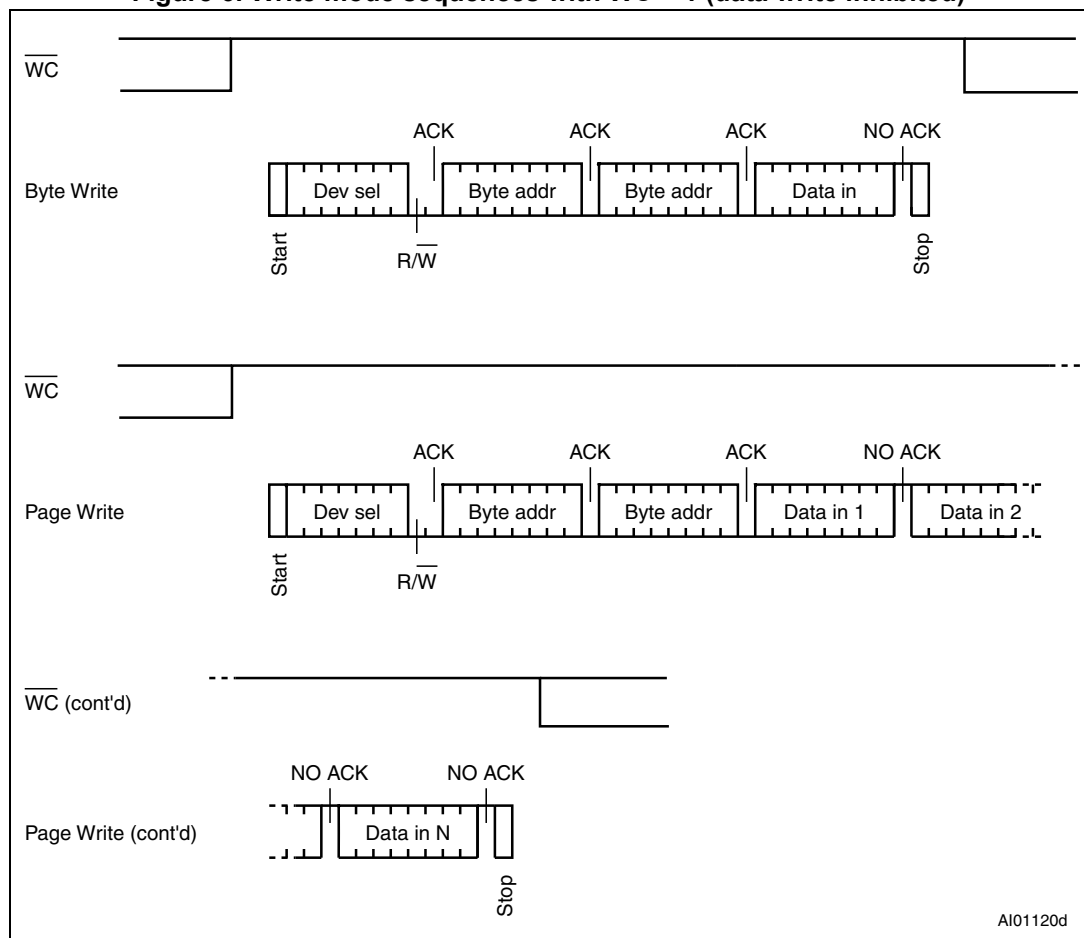 WC
ACK ACK ACK NO ACK
Byte Write Dev sel Byte addr Byte addr Data in
Start R/W Stop
WC
ACK ACK ACK NO ACK
Page Write Dev sel Byte addr Byte addr Data in 1 Data in 2
Start R/W
WC (cont'd)
NO ACK NO ACK
Page Write (cont'd) Data in N
Stop
AI01120d